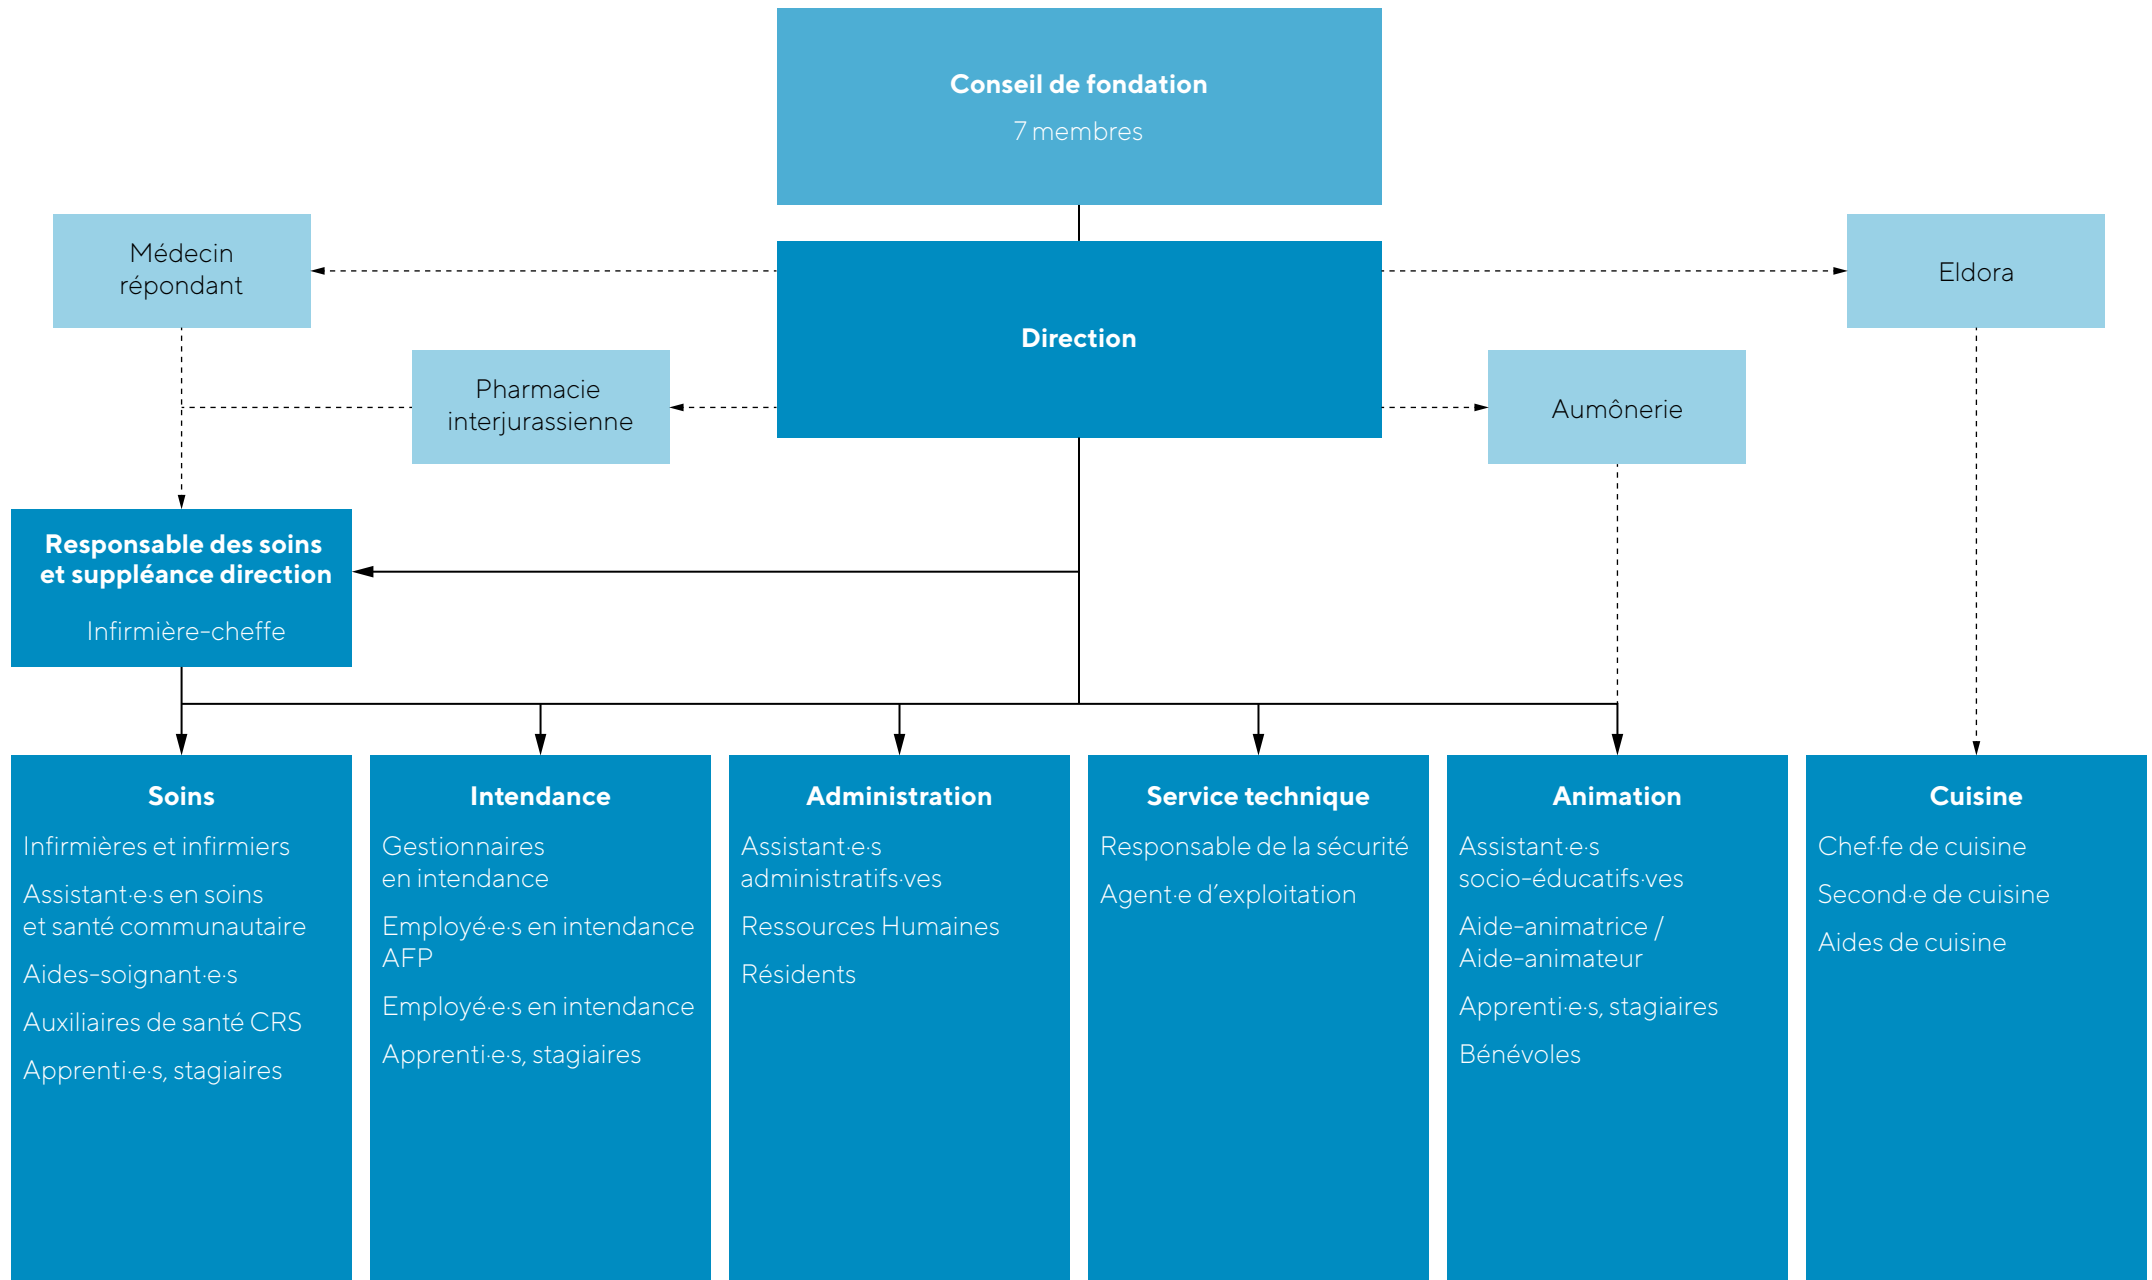 Conseil de fondation
7 membres
Médecin
répondant
Direction
Eldora
Pharmacie
interjurassienne
Aumônerie
Responsable des soins
et suppléance direction
Infirmière-cheffe
Soins
Infirmières et infirmiers
Assistant·e·s en soins
et santé communautaire
Aides-soignant·e·s
Auxiliaires de santé CRS
Apprenti·e·s, stagiaires
Intendance
Gestionnaires
en intendance
Employé·e·s en intendance
AFP
Employé·e·s en intendance
Apprenti·e·s, stagiaires
Administration
Assistant·e·s
administratifs·ves
Ressources Humaines
Résidents
Service technique
Responsable de la sécurité
Agent·e d’exploitation
Animation
Assistant·e·s
socio-éducatifs·ves
Aide-animatrice /
Aide-animateur
Apprenti·e·s, stagiaires
Bénévoles
Cuisine
Chef·fe de cuisine
Second·e de cuisine
Aides de cuisine